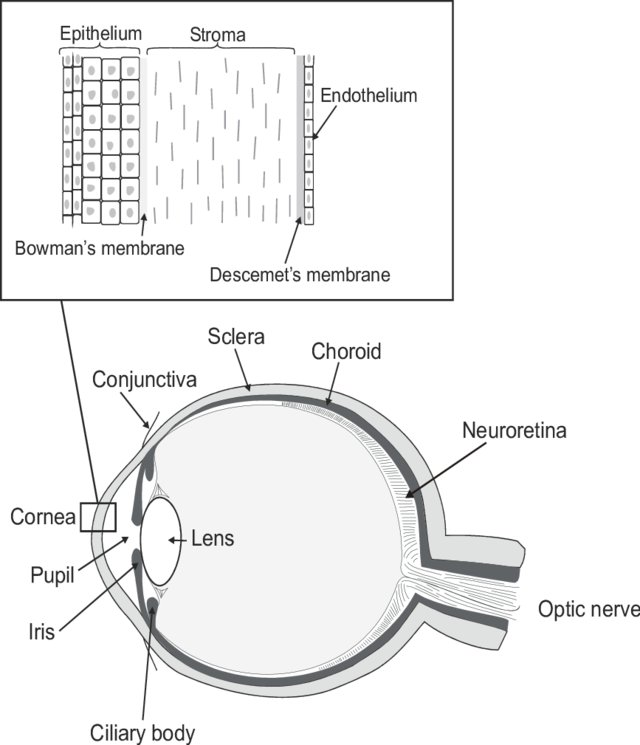 Epithelium
Stroma
Endothelium
Bowman's membrane
Descemet's membrane
Sclera
Choroid
Conjunctiva
Neuroretina
Cornea
Lens
Pupil
Optic nerve
Iris
Ciliary body